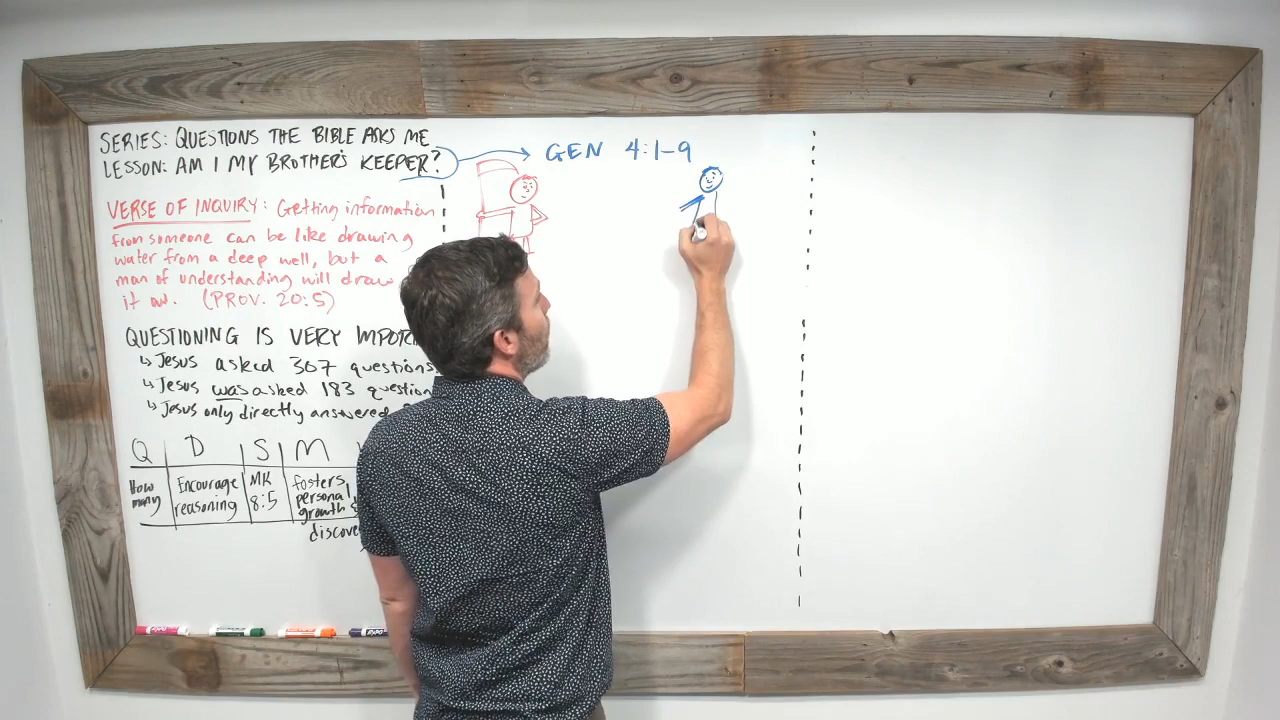 SERIES: QUESTIONS THE BIBLE ASKS ME
LESSON: AM I MY BROTHER'S KEEPER?
GEN 4:1-9
VERSE OF INQUIRY: Getting information
from someone can be like drawing
water from a deep well, but a
man of understanding will draw
it out. (PROV. 20:5)
QUESTIONING IS VERY
Jesus asked 307 questions
Jesus was asked 183 question
Jesus only directly answered
Q D S M
How many
Encourage reasoning
MK 8:5
fosters personal growth &
discove
EXPO